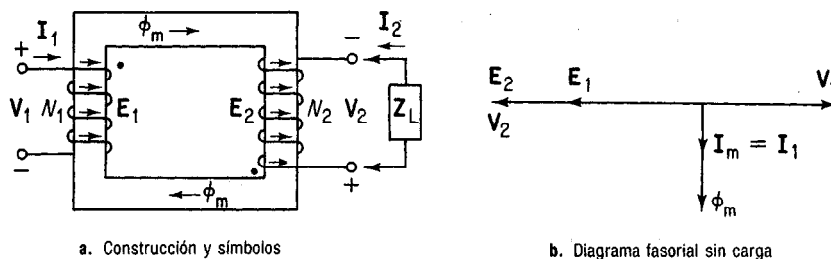 ϕm
I1
+
V1
N1
E1
−
E2
N2
V2
I2
−
ZL
+
ϕm
a. Construcción y símbolos
E2
E1
V2
Im = I1
ϕm
b. Diagrama fasorial sin carga